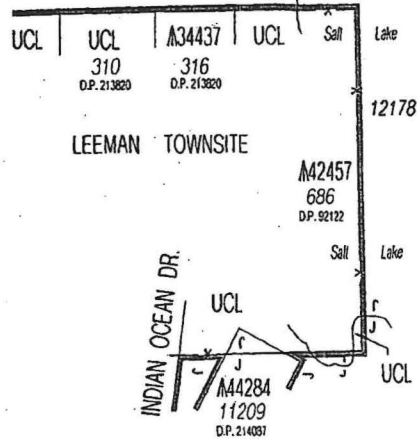 UCL
UCL
310
D.P. 213820
A34437
316
D.P. 213820
UCL
Salt Lake
12178
LEEMAN TOWNSITE
A42457
686
D.P. 92122
Salt Lake
INDIAN OCEAN DR.
UCL
UCL
A44284
11209
D.P. 214037